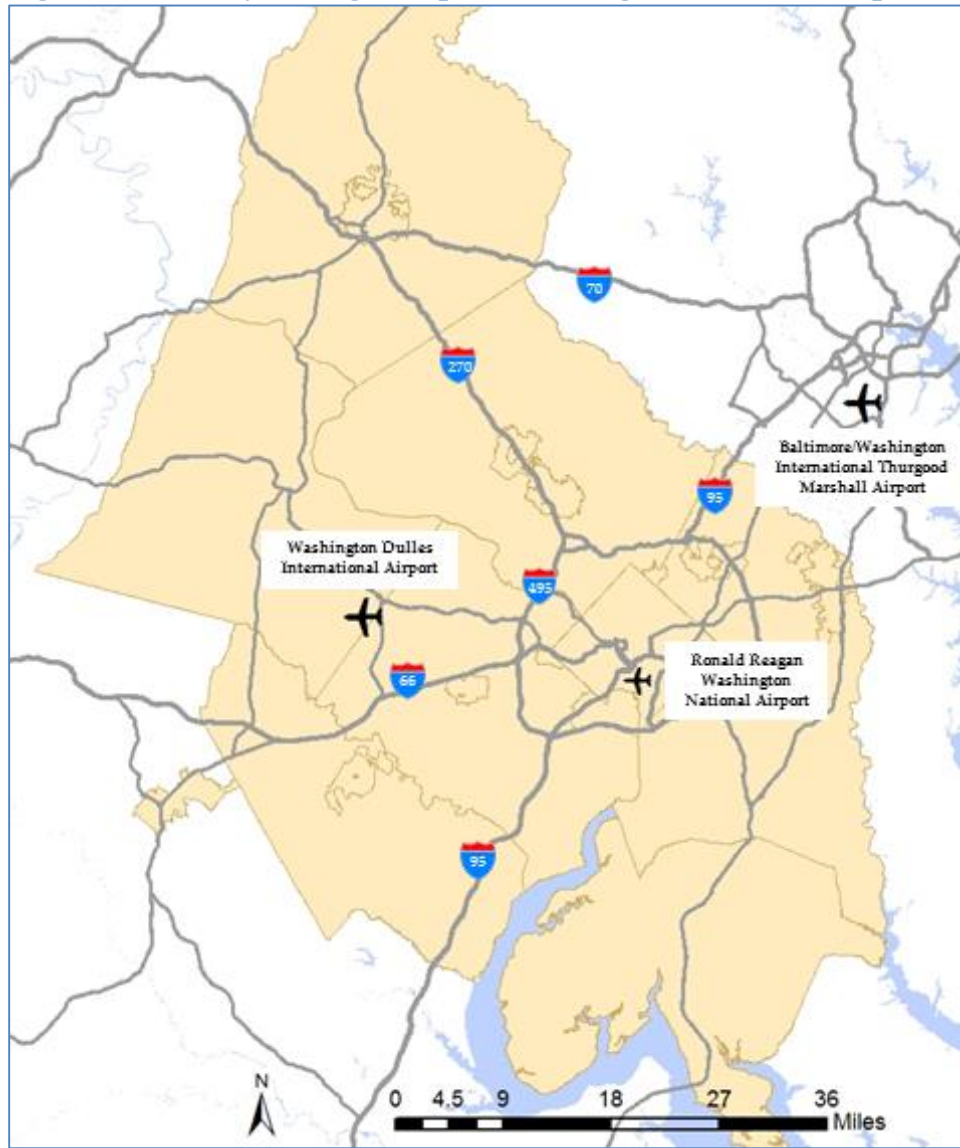 70
270
Baltimore/Washington
International Thurgood
Marshall Airport
95
Washington Dulles
International Airport
495
Ronald Reagan
Washington
National Airport
66
95
N
0 4.5 9 18 27 36
Miles